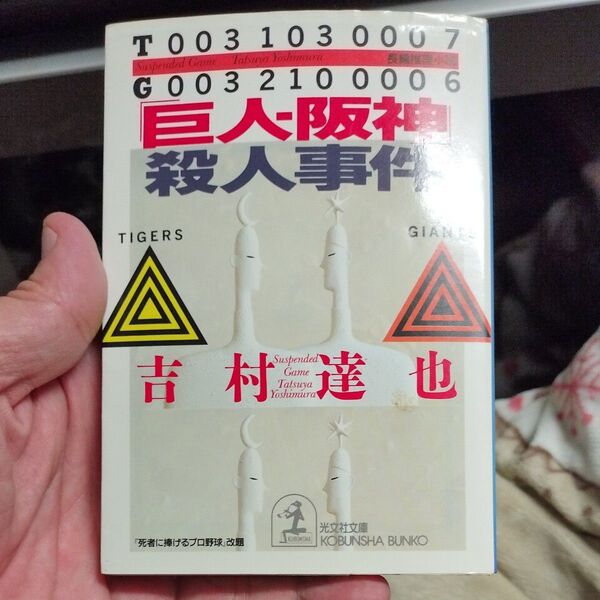 T 003 103 000 7
Suspended Game Tatsuya Yoshimura 長編推理小説
G 003 210 000 6
「巨人-阪神」
殺人事件
TIGERS
GIANTS
吉村達也
Suspended
Game
Tatsuya
Yoshimura
KOBUNSHA
光文社文庫
KOBUNSHA BUNKO
『死者に捧げるプロ野球』改題